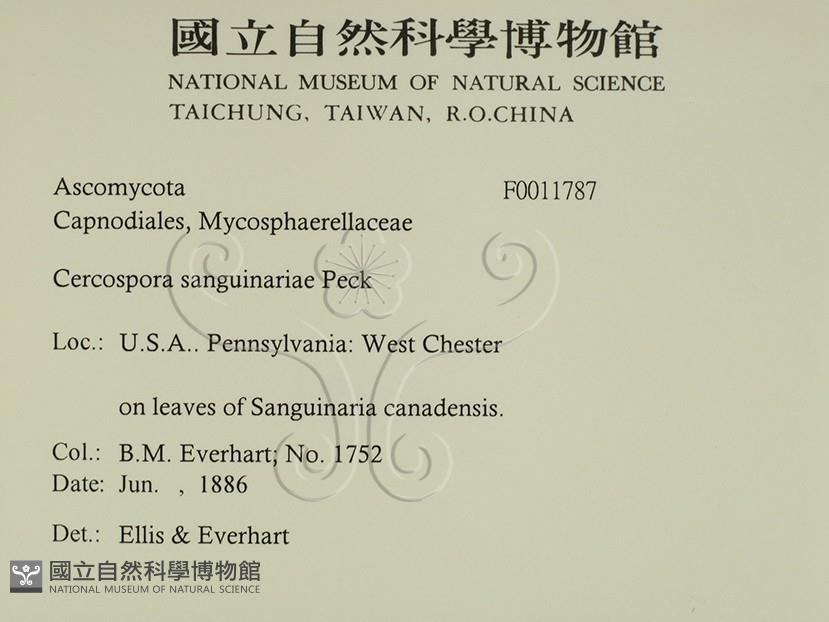 國立自然科學博物館
NATIONAL MUSEUM OF NATURAL SCIENCE
TAICHUNG, TAIWAN, R.O.CHINA
Ascomycota F0011787
Capnodiales, Mycosphaerellaceae
Cercospora sanguinariae Peck
Loc.: U.S.A.. Pennsylvania: West Chester
on leaves of Sanguinaria canadensis.
Col.: B.M. Everhart; No. 1752
Date: Jun. , 1886
Det.: Ellis & Everhart
國立自然科學博物館
NATIONAL MUSEUM OF NATURAL SCIENCE